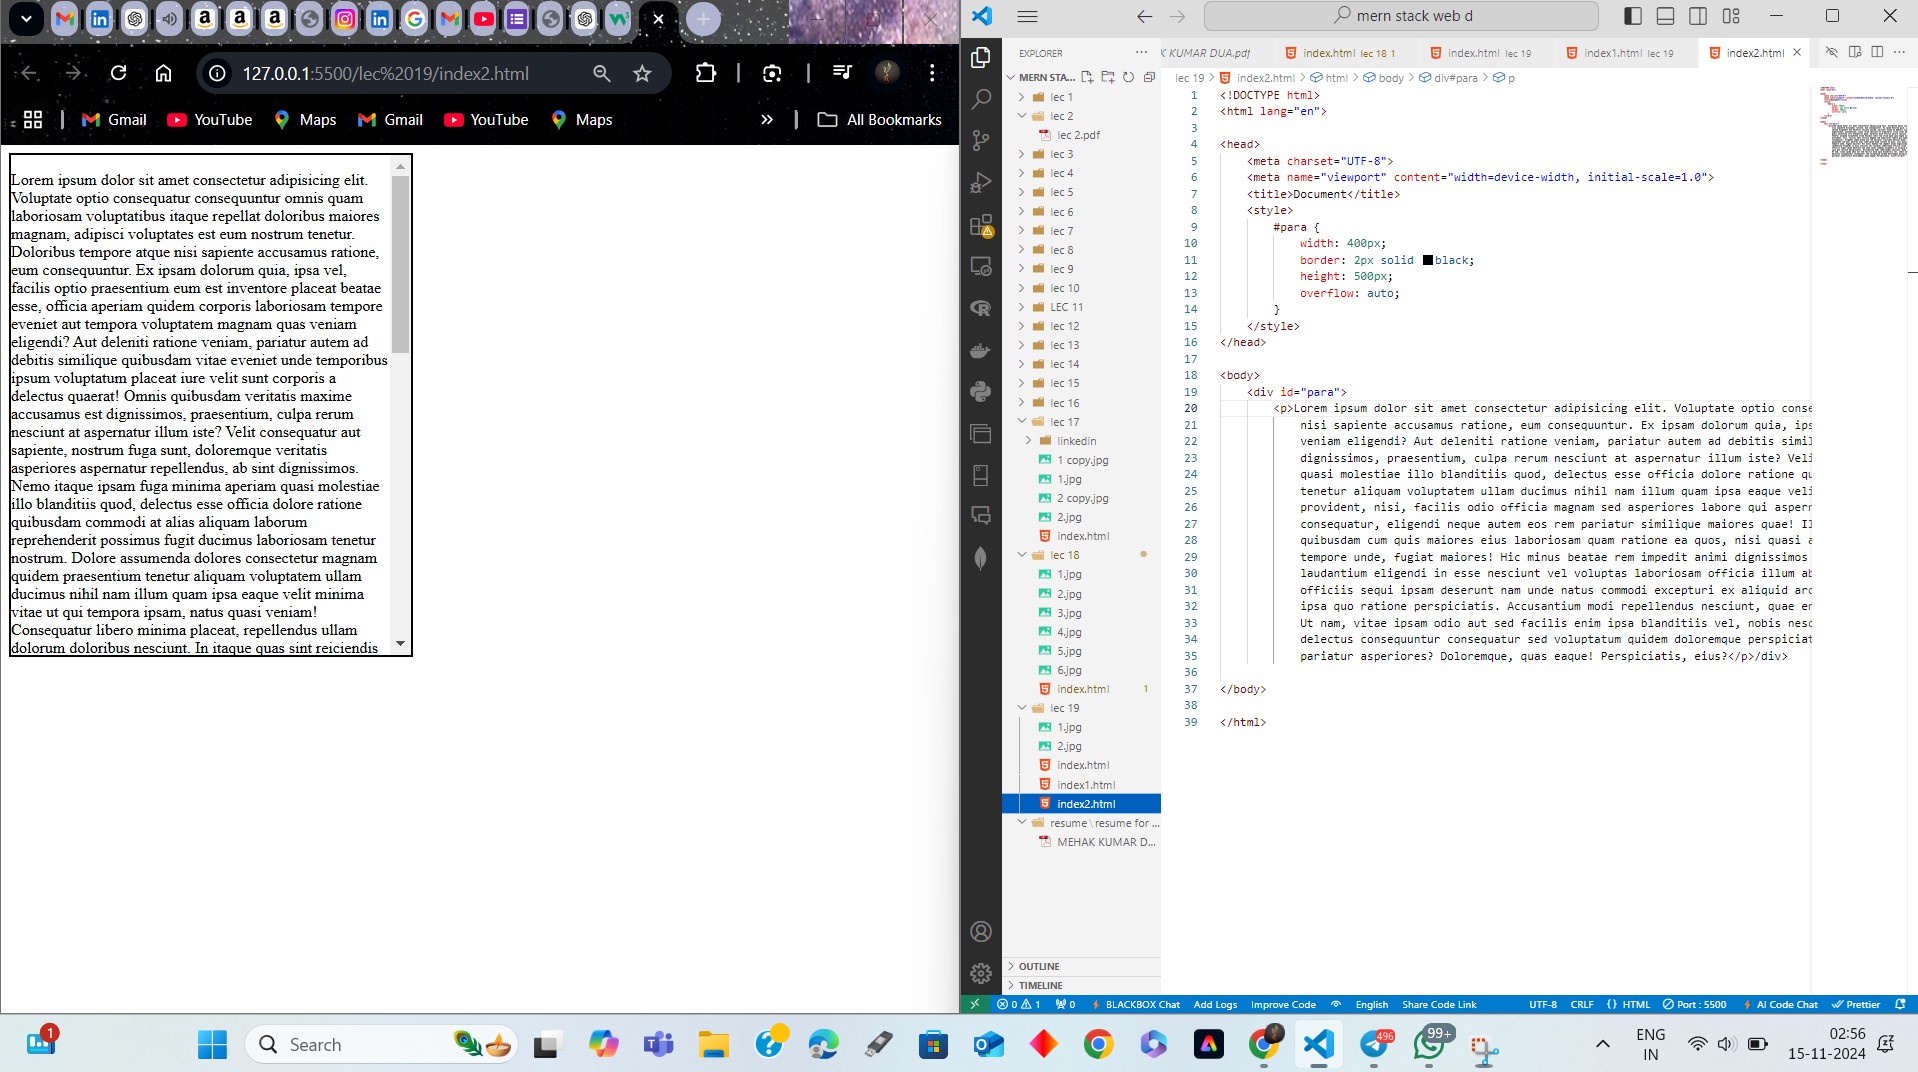 127.0.0.1:5500/lec%2019/index2.html
Gmail
YouTube
Maps
Gmail
YouTube
Maps
»
All Bookmarks
Lorem ipsum dolor sit amet consectetur adipisicing elit.
Voluptate optio consequatur consequuntur omnis quam
laboriosam voluptatibus itaque repellat doloribus maiores
magnam, adipisci voluptates est eum nostrum tenetur.
Doloribus tempore atque nisi sapiente accusamus ratione,
eum consequuntur. Ex ipsam dolorum quia, ipsa vel,
facilis optio praesentium eum est inventore placeat beatae
esse, officia aperiam quidem corporis laboriosam tempore
eveniet aut tempora voluptatem magnam quas veniam
eligendi? Aut deleniti ratione veniam, pariatur autem ad
debitis similique quibusdam vitae eveniet unde temporibus
ipsum voluptatum placeat iure velit sunt corporis a
delectus quaerat! Omnis quibusdam veritatis maxime
accusamus est dignissimos, praesentium, culpa rerum
nesciunt at aspernatur illum iste? Velit consequatur aut
sapiente, nostrum fuga sunt, doloremque veritatis
asperiores aspernatur repellendus, ab sint dignissimos.
Nemo itaque ipsam fuga minima aperiam quasi molestiae
illo blanditiis quod, delectus esse officia dolore ratione
quibusdam commodi at alias aliquam laborum
reprehenderit possimus fugit ducimus laboriosam tenetur
nostrum. Dolore assumenda dolores consectetur magnam
quidem praesentium tenetur aliquam voluptatem ullam
ducimus nihil nam illum quam ipsa eaque velit minima
vitae ut qui tempora ipsam, natus quasi veniam!
Consequatur libero minima placeat, repellendus ullam
dolorum doloribus nesciunt. In itaque quas sint reiciendis
mern stack web d
EXPLORER
MERN STA...
lec 1
lec 2
lec 2.pdf
lec 3
lec 4
lec 5
lec 6
lec 7
lec 8
lec 9
lec 10
LEC 11
lec 12
lec 13
lec 14
lec 15
lec 16
lec 17
linkedin
1 copy.jpg
1.jpg
2 copy.jpg
2.jpg
index.html
lec 18
1.jpg
2.jpg
3.jpg
4.jpg
5.jpg
6.jpg
index.html 1
lec 19
1.jpg
2.jpg
index.html
index1.html
index2.html
resume\resume for ...
MEHAK KUMAR D...
OUTLINE
TIMELINE
K KUMAR DUA.pdf
index.html lec 18 1
index.html lec 19
index1.html lec 19
index2.html
lec 19 > index2.html > html > body > div#para > p
1 <!DOCTYPE html>
2 <html lang="en">
3
4 <head>
5 <meta charset="UTF-8">
6 <meta name="viewport" content="width=device-width, initial-scale=1.0">
7 <title>Document</title>
8 <style>
9 #para {
10 width: 400px;
11 border: 2px solid black;
12 height: 500px;
13 overflow: auto;
14 }
15 </style>
16 </head>
17
18 <body>
19 <div id="para">
20 <p>Lorem ipsum dolor sit amet consectetur adipisicing elit. Voluptate optio conse
21 nisi sapiente accusamus ratione, eum consequuntur. Ex ipsam dolorum quia, ips
22 veniam eligendi? Aut deleniti ratione veniam, pariatur autem ad debitis simil
23 dignissimos, praesentium, culpa rerum nesciunt at aspernatur illum iste? Veli
24 quasi molestiae illo blanditiis quod, delectus esse officia dolore ratione qu
25 tenetur aliquam voluptatem ullam ducimus nihil nam illum quam ipsa eaque veli
26 provident, nisi, facilis odio officia magnam sed asperiores labore qui aspern
27 consequatur, eligendi neque autem eos rem pariatur similique maiores quae! Il
28 quibusdam cum quis maiores eius laboriosam quam ratione ea quos, nisi quasi a
29 tempore unde, fugiat maiores! Hic minus beatae rem impedit animi dignissimos
30 laudantium eligendi in esse nesciunt vel voluptas laboriosam officia illum ab
31 officiis sequi ipsam deserunt nam unde natus commodi excepturi ex aliquid arc
32 ipsa quo ratione perspiciatis. Accusantium modi repellendus nesciunt, quae er
33 Ut nam, vitae ipsam odio aut sed facilis enim ipsa blanditiis vel, nobis nesc
34 delectus consequuntur consequatur sed voluptatum quidem doloremque perspiciat
35 pariatur asperiores? Doloremque, quas eaque! Perspiciatis, eius?</p>/div>
36
37 </body>
38
39 </html>
0 1 0 BLACKBOX Chat Add Logs Improve Code English Share Code Link UTF-8 CRLF {} HTML Port : 5500 AI Code Chat Prettier
1
Search
496
99+
ENG
IN
02:56
15-11-2024